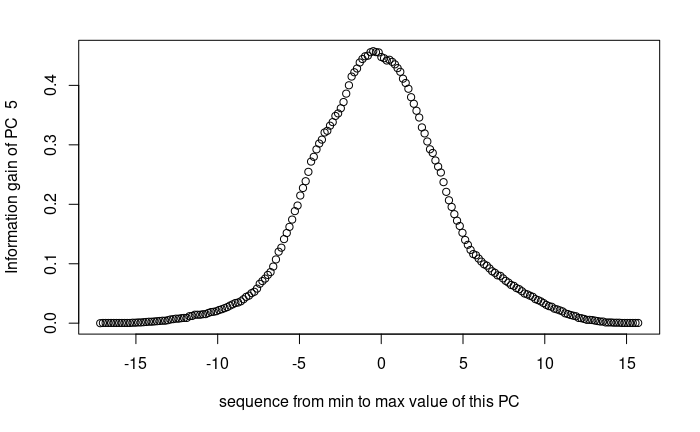 Information gain of PC 5
0.4
0.3
0.2
0.1
0.0
-15 -10 -5 0 5 10 15
sequence from min to max value of this PC